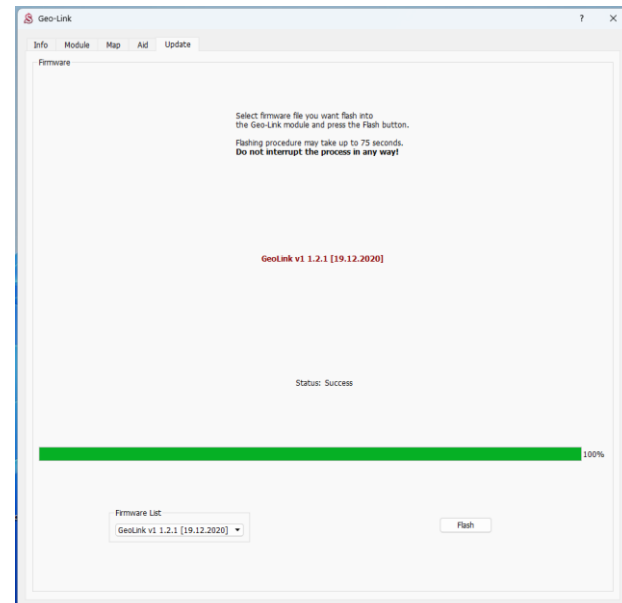 Geo-Link ? ×
Info Module Map Aid Update
Firmware
Select firmware file you want flash into
the Geo-Link module and press the Flash button.
Flashing procedure may take up to 75 seconds.
Do not interrupt the process in any way!
GeoLink v1 1.2.1 [19.12.2020]
Status: Success
100%
Firmware List
GeoLink v1 1.2.1 [19.12.2020]
Flash